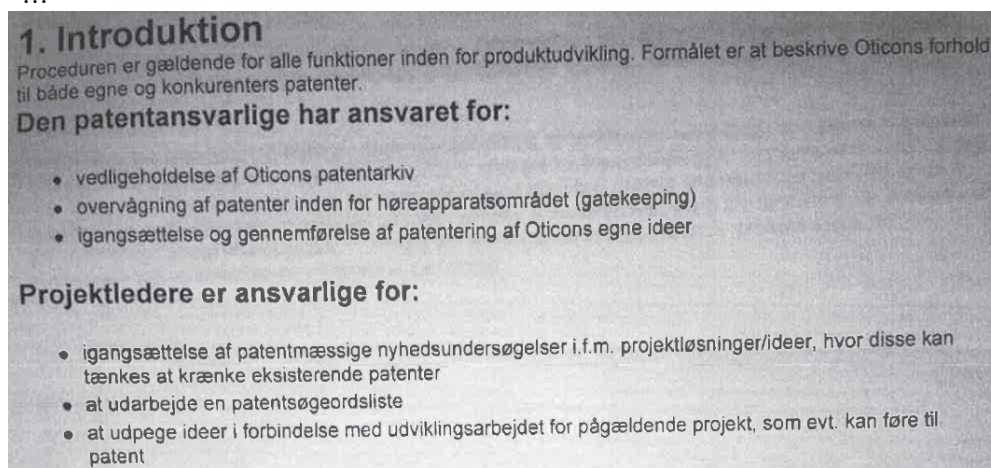 ...
1. Introduktion
Proceduren er gældende for alle funktioner inden for produktudvikling. Formålet er at beskrive Oticons forhold
til både egne og konkurenters patenter.
Den patentansvarlige har ansvaret for:
• vedligeholdelse af Oticons patentarkiv
• overvågning af patenter inden for høreapparatsområdet (gatekeeping)
• igangsættelse og gennemførelse af patentering af Oticons egne ideer
Projektledere er ansvarlige for:
• igangsættelse af patentmæssige nyhedsundersøgelser i.f.m. projektløsninger/ideer, hvor disse kan
tænkes at krænke eksisterende patenter
• at udarbejde en patentsøgeordsliste
• at udpege ideer i forbindelse med udviklingsarbejdet for pågældende projekt, som evt. kan føre til
patent